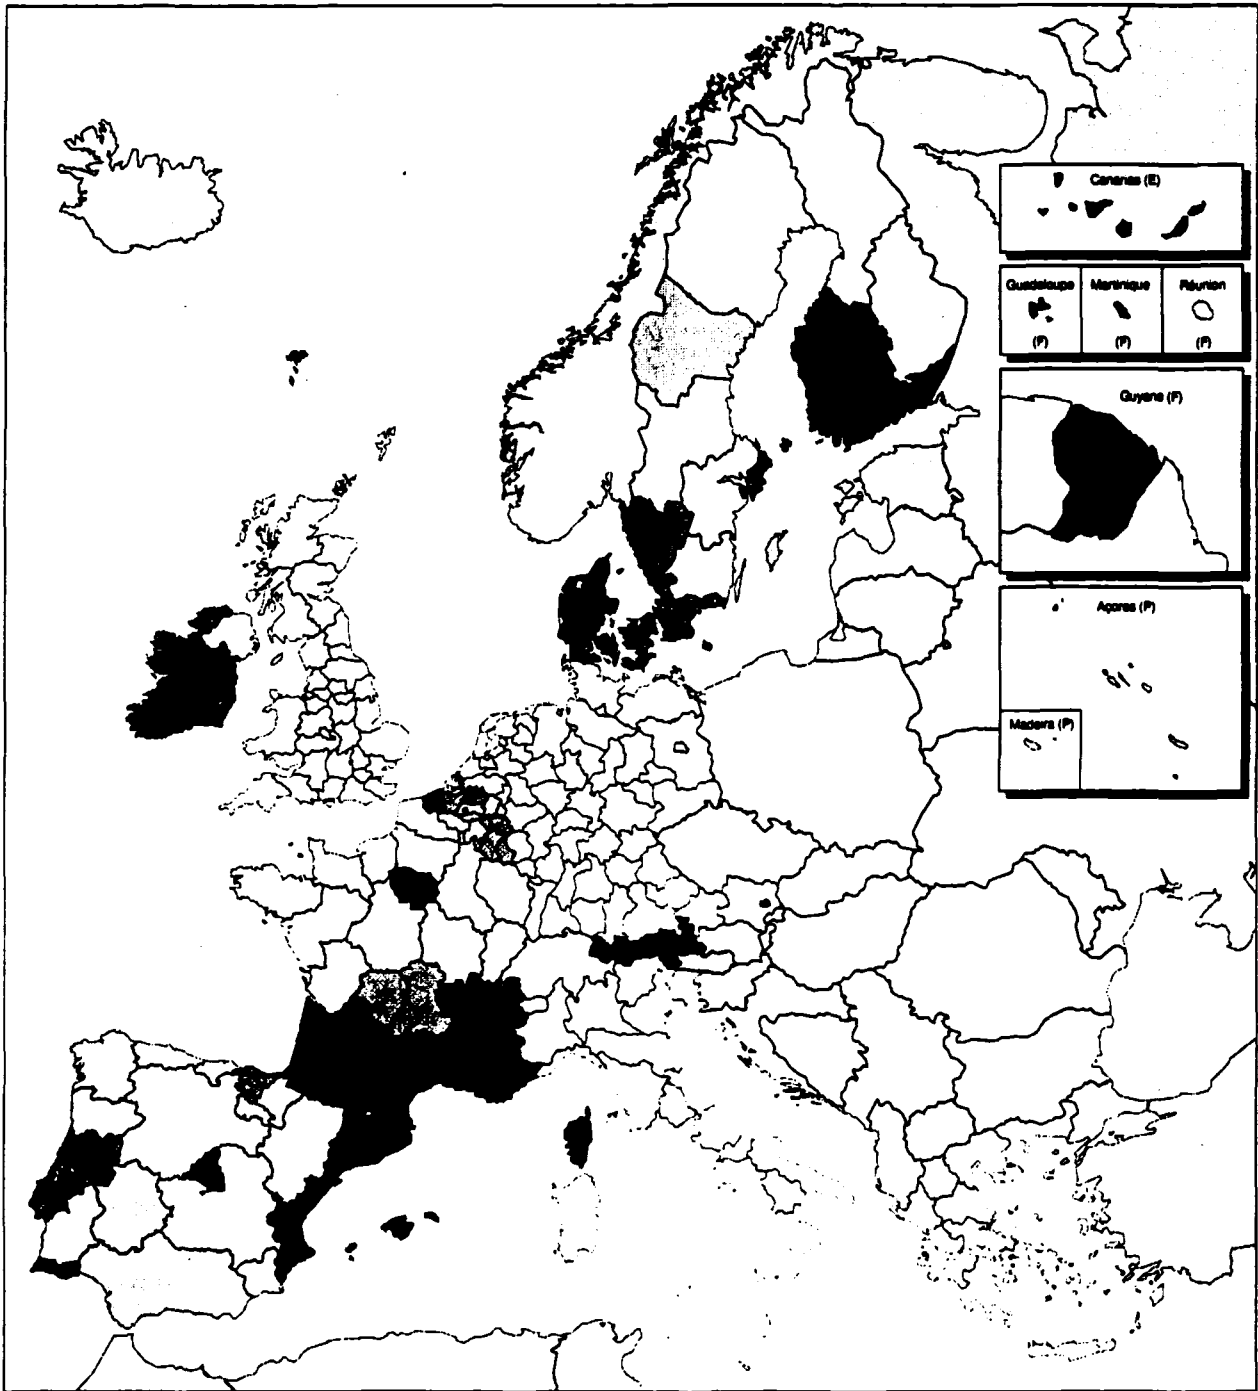 Canarias (E)
Guadeloupe
Martinique
Réunion
(F)
(F)
(F)
Guyane (F)
Açores (P)
Madeira (P)